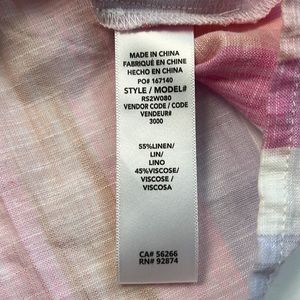 MADE IN CHINA
FABRIQUÉ EN CHINE
HECHO EN CHINA
PO# 167140
STYLE / MODEL#
RS2W080
VENDOR CODE / CODE
VENDEUR#
3000
55%LINEN/
LIN/
LINO
45%VISCOSE/
VISCOSE /
VISCOSA
CA# 56266
RN# 92874